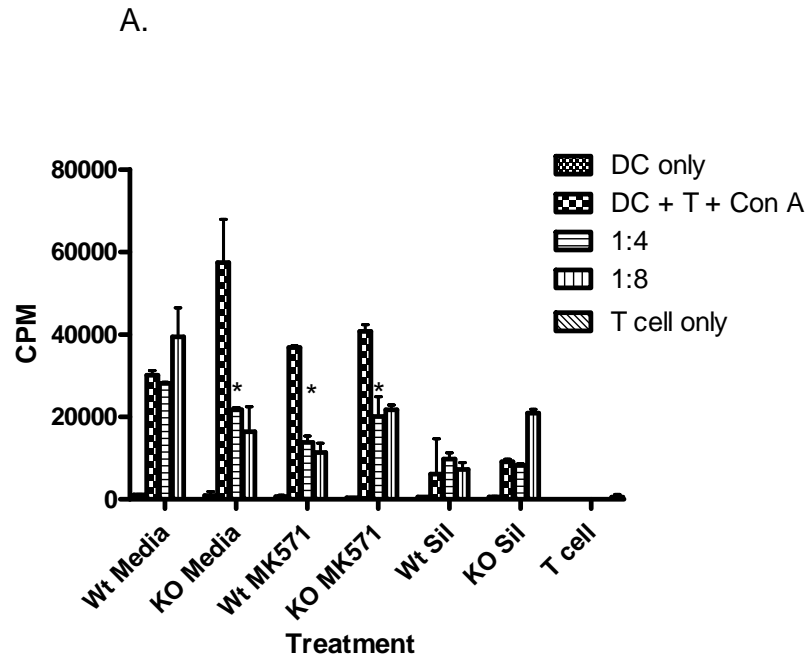 A.
80000
60000
40000
20000
0
CPM
DC only
DC + T + Con A
1:4
1:8
T cell only
*
*
*
Wt Media
KO Media
Wt MK571
KO MK571
Wt Sil
KO Sil
T cell
Treatment